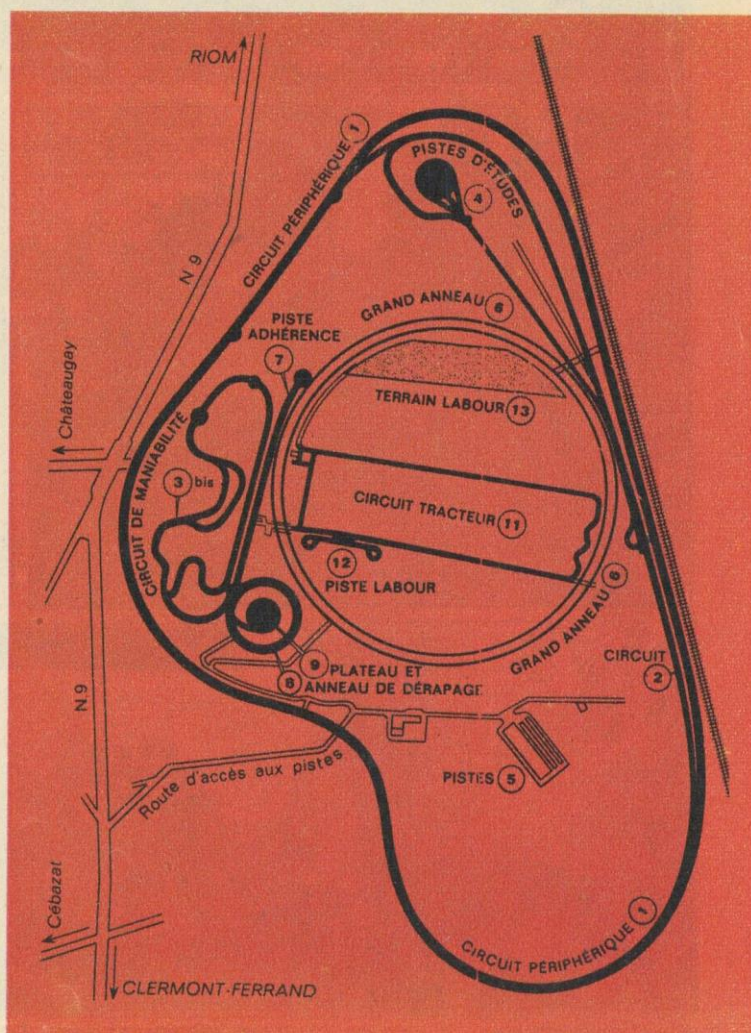 RIOM
N 9
CIRCUIT PÉRIPHÉRIQUE 1
PISTES D'ÉTUDES
4
GRAND ANNEAU 6
PISTE
ADHÉRENCE
7
Châteaugay
TERRAIN LABOUR 13
CIRCUIT DE MANIABILITÉ
3 bis
CIRCUIT TRACTEUR 11
12
PISTE LABOUR
GRAND ANNEAU 6
CIRCUIT
2
9 PLATEAU ET
8 ANNEAU DE DÉRAPAGE
N 9
Route d'accès aux pistes
PISTES 5
Cébazat
CIRCUIT PÉRIPHÉRIQUE 1
CLERMONT-FERRAND